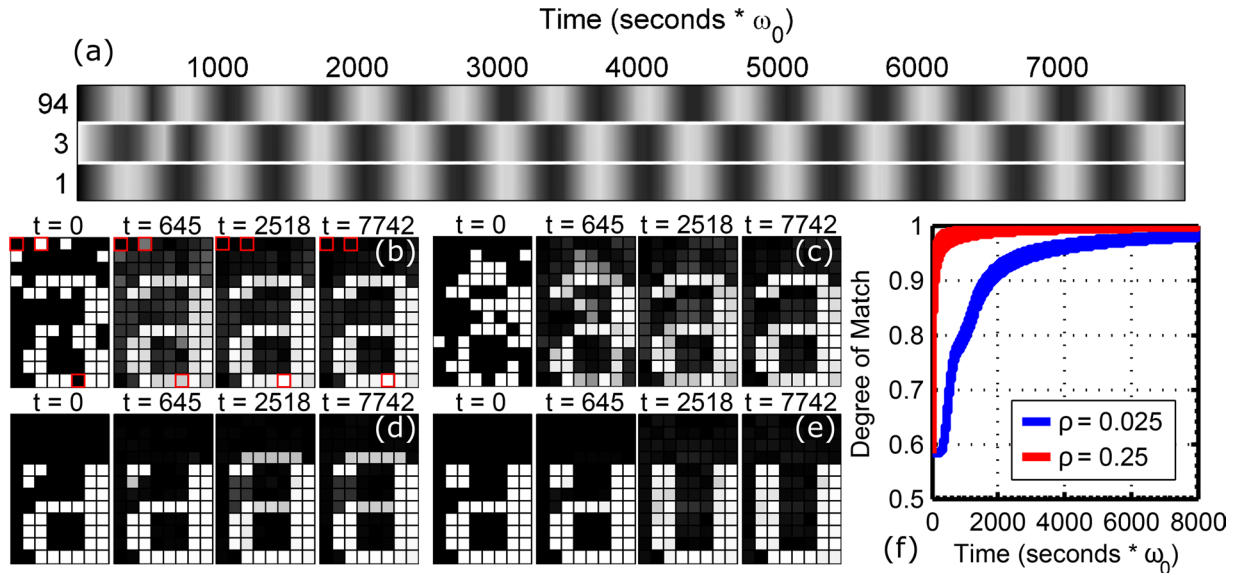 Time (seconds * ω₀)
(a)
1000 2000 3000 4000 5000 6000 7000
94
3
1
t = 0 t = 645 t = 2518 t = 7742
(b)
t = 0 t = 645 t = 2518 t = 7742
(c)
t = 0 t = 645 t = 2518 t = 7742
(d)
t = 0 t = 645 t = 2518 t = 7742
(e)
Degree of Match
1
0.9
0.8
0.7
0.6
0.5
ρ = 0.025
ρ = 0.25
0 2000 4000 6000 8000
(f)
Time (seconds * ω₀)